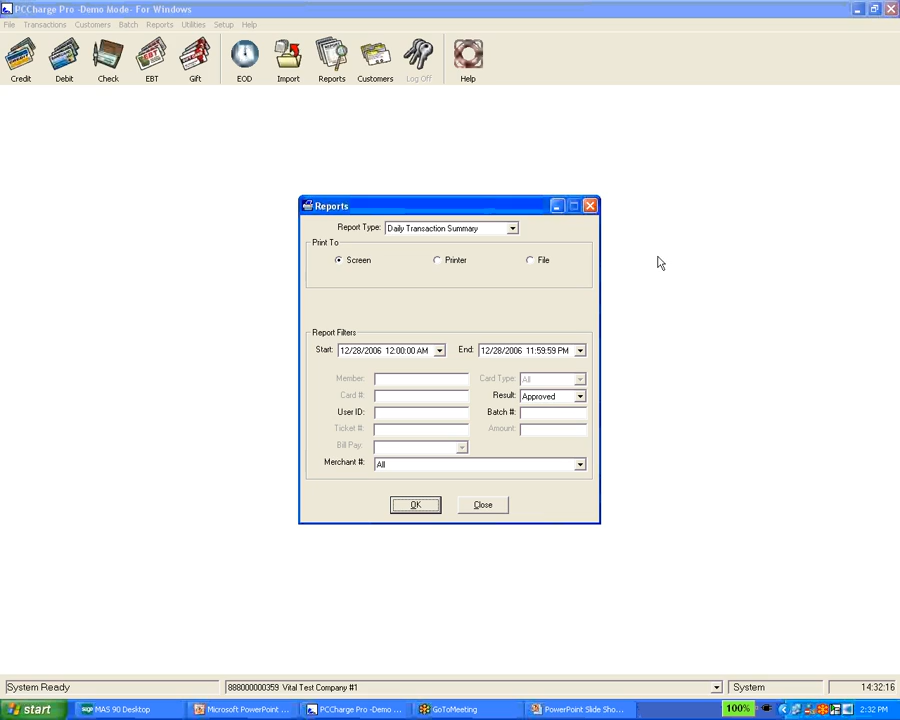 PCCharge Pro -Demo Mode- For Windows
File Transactions Customers Batch Reports Utilities Setup Help
Credit Debit Check EBT Gift EOD Import Reports Customers Log Off Help
Reports
Report Type: Daily Transaction Summary
Print To
Screen Printer File
Report Filters
Start: 12/28/2006 12:00:00 AM End: 12/28/2006 11:59:59 PM
Member: Card Type: All
Card #: Result: Approved
User ID: Batch #:
Ticket #: Amount:
Bill Pay:
Merchant #: All
OK Close
System Ready 888000000359 Vital Test Company #1 System 14:32:16
start MAS 90 Desktop Microsoft PowerPoint ... PCCharge Pro -Demo ... GoToMeeting PowerPoint Slide Sho... 100% 2:32 PM